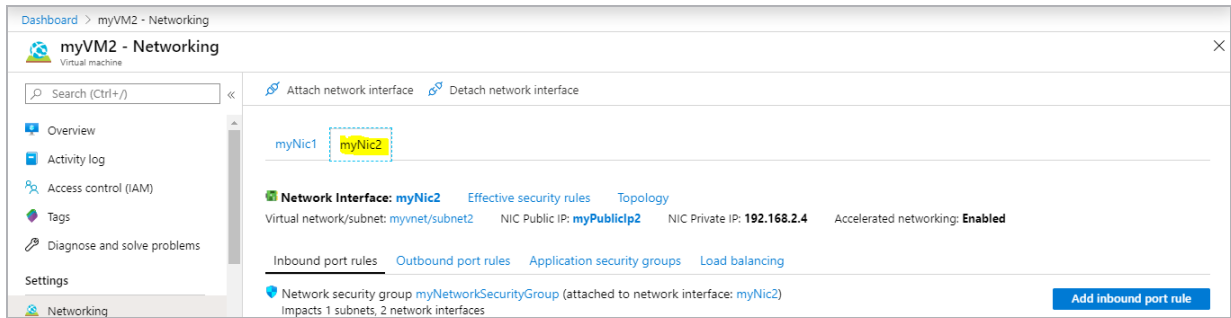 Dashboard > myVM2 - Networking
myVM2 - Networking
Virtual machine
Search (Ctrl+/)
«
Overview
Activity log
Access control (IAM)
Tags
Diagnose and solve problems
Settings
Networking
Attach network interface Detach network interface
myNic1 myNic2
Network Interface: myNic2 Effective security rules Topology
Virtual network/subnet: myvnet/subnet2 NIC Public IP: myPublicIp2 NIC Private IP: 192.168.2.4 Accelerated networking: Enabled
Inbound port rules Outbound port rules Application security groups Load balancing
Network security group myNetworkSecurityGroup (attached to network interface: myNic2)
Impacts 1 subnets, 2 network interfaces
Add inbound port rule